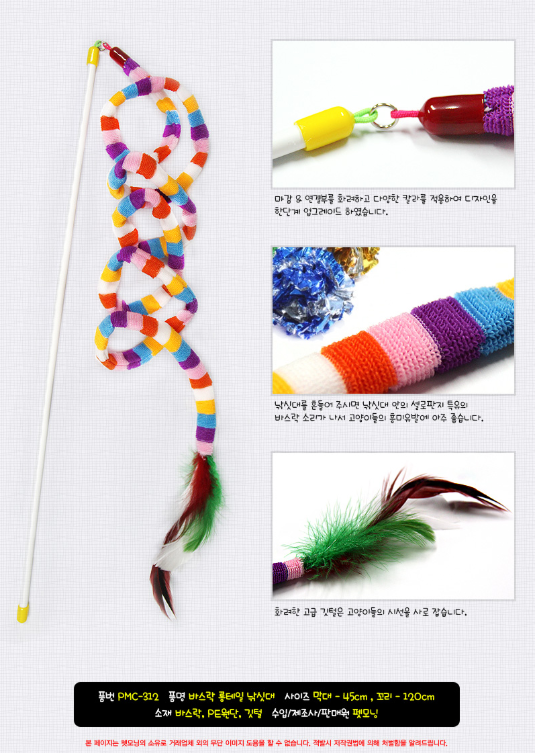 마감 & 연결부를 화려하고 다양한 칼라를 적용하여 디자인을
한단계 업그레이드 하였습니다.
낚싯대를 흔들어 주시면 낚싯대 안의 셀로판지 특유의
바스락 소리가 나서 고양이들의 흥미유발에 아주 좋습니다.
화려한 고급 깃털은 고양이들의 시선을 사로 잡습니다.
품번 PMC-312 품명 바스락 롱테일 낚싯대 사이즈 막대 - 45cm , 꼬리 - 120cm
소재 바스락, PE원단, 깃털 수입/제조사/판매원 펫모닝
본 페이지는 펫모닝의 소유로 거래업체 외의 무단 이미지 도용을 할 수 없습니다. 적발시 저작권법에 의해 처벌함을 알려드립니다.